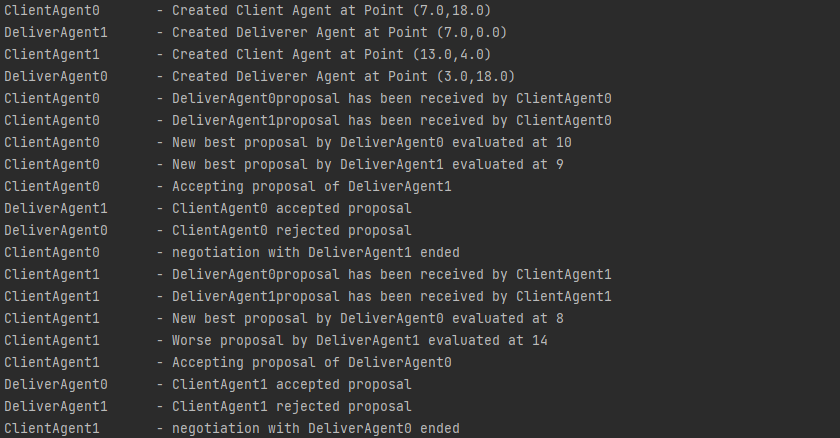 ClientAgent0 - Created Client Agent at Point (7.0,18.0)
DeliverAgent1 - Created Deliverer Agent at Point (7.0,0.0)
ClientAgent1 - Created Client Agent at Point (13.0,4.0)
DeliverAgent0 - Created Deliverer Agent at Point (3.0,18.0)
ClientAgent0 - DeliverAgent0proposal has been received by ClientAgent0
ClientAgent0 - DeliverAgent1proposal has been received by ClientAgent0
ClientAgent0 - New best proposal by DeliverAgent0 evaluated at 10
ClientAgent0 - New best proposal by DeliverAgent1 evaluated at 9
ClientAgent0 - Accepting proposal of DeliverAgent1
DeliverAgent1 - ClientAgent0 accepted proposal
DeliverAgent0 - ClientAgent0 rejected proposal
ClientAgent0 - negotiation with DeliverAgent1 ended
ClientAgent1 - DeliverAgent0proposal has been received by ClientAgent1
ClientAgent1 - DeliverAgent1proposal has been received by ClientAgent1
ClientAgent1 - New best proposal by DeliverAgent0 evaluated at 8
ClientAgent1 - Worse proposal by DeliverAgent1 evaluated at 14
ClientAgent1 - Accepting proposal of DeliverAgent0
DeliverAgent0 - ClientAgent1 accepted proposal
DeliverAgent1 - ClientAgent1 rejected proposal
ClientAgent1 - negotiation with DeliverAgent0 ended